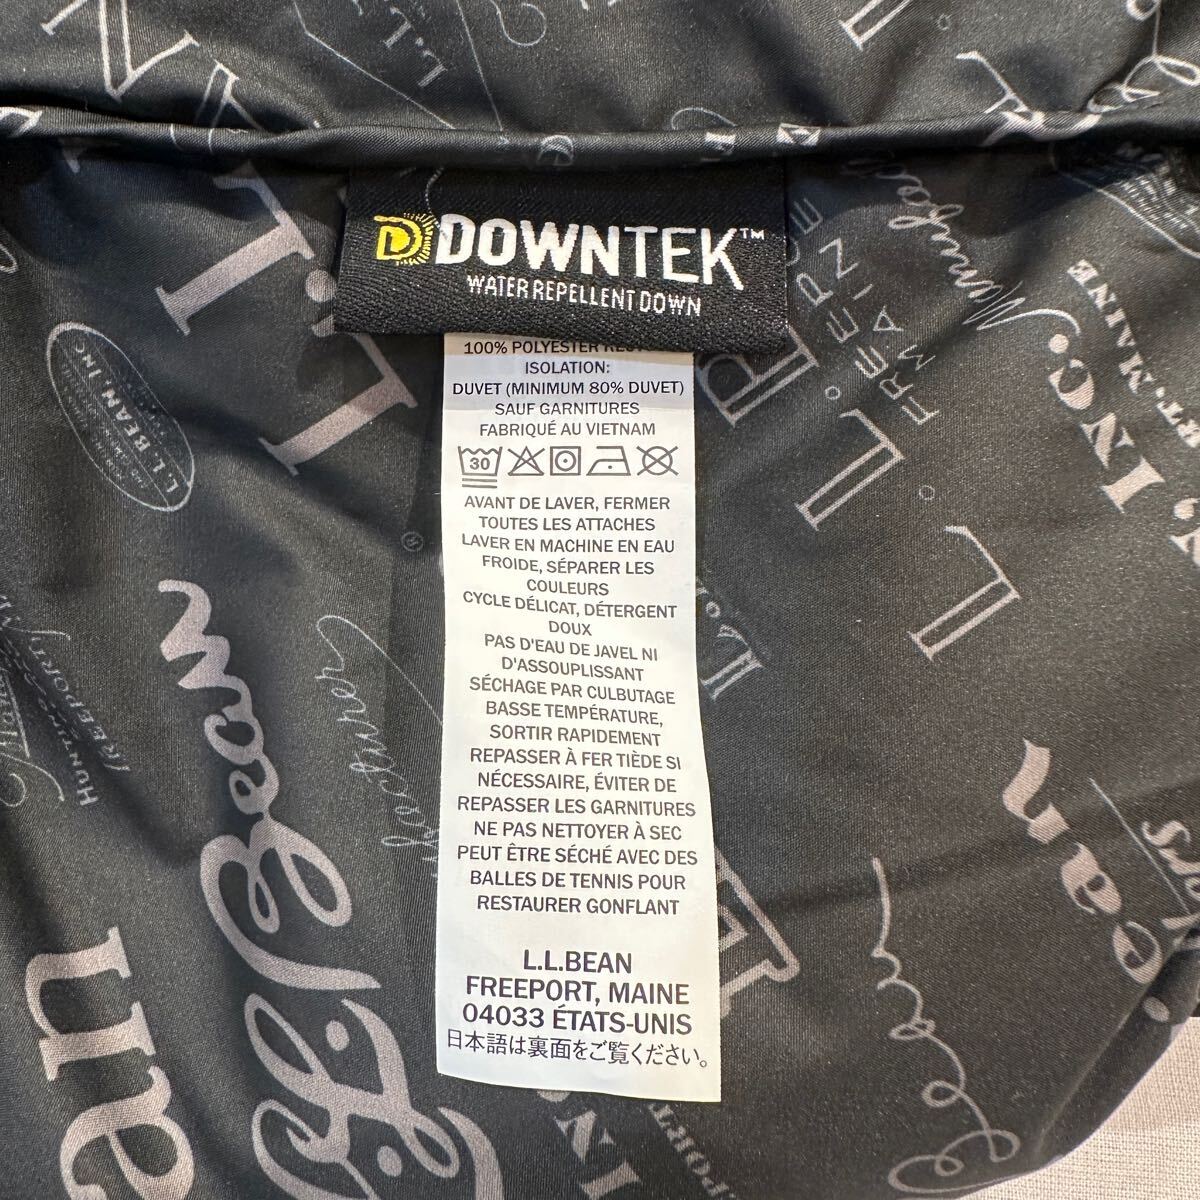 DOWNTEK™
WATER REPELLENT DOWN
100% POLYESTER
ISOLATION:
DUVET (MINIMUM 80% DUVET)
SAUF GARNITURES
FABRIQUÉ AU VIETNAM
30
AVANT DE LAVER, FERMER
TOUTES LES ATTACHES
LAVER EN MACHINE EN EAU
FROIDE, SÉPARER LES
COULEURS
CYCLE DÉLICAT, DÉTERGENT
DOUX
PAS D'EAU DE JAVEL NI
D'ASSOUPLISSANT
SÉCHAGE PAR CULBUTAGE
BASSE TEMPÉRATURE,
SORTIR RAPIDEMENT
REPASSER À FER TIÈDE SI
NÉCESSAIRE, ÉVITER DE
REPASSER LES GARNITURES
NE PAS NETTOYER À SEC
PEUT ÊTRE SÉCHÉ AVEC DES
BALLES DE TENNIS POUR
RESTAURER GONFLANT
L.L.BEAN
FREEPORT, MAINE
04033 ÉTATS-UNIS
日本語は裏面をご覧ください。
L.L.BEAN, INC.
Bean
INC.